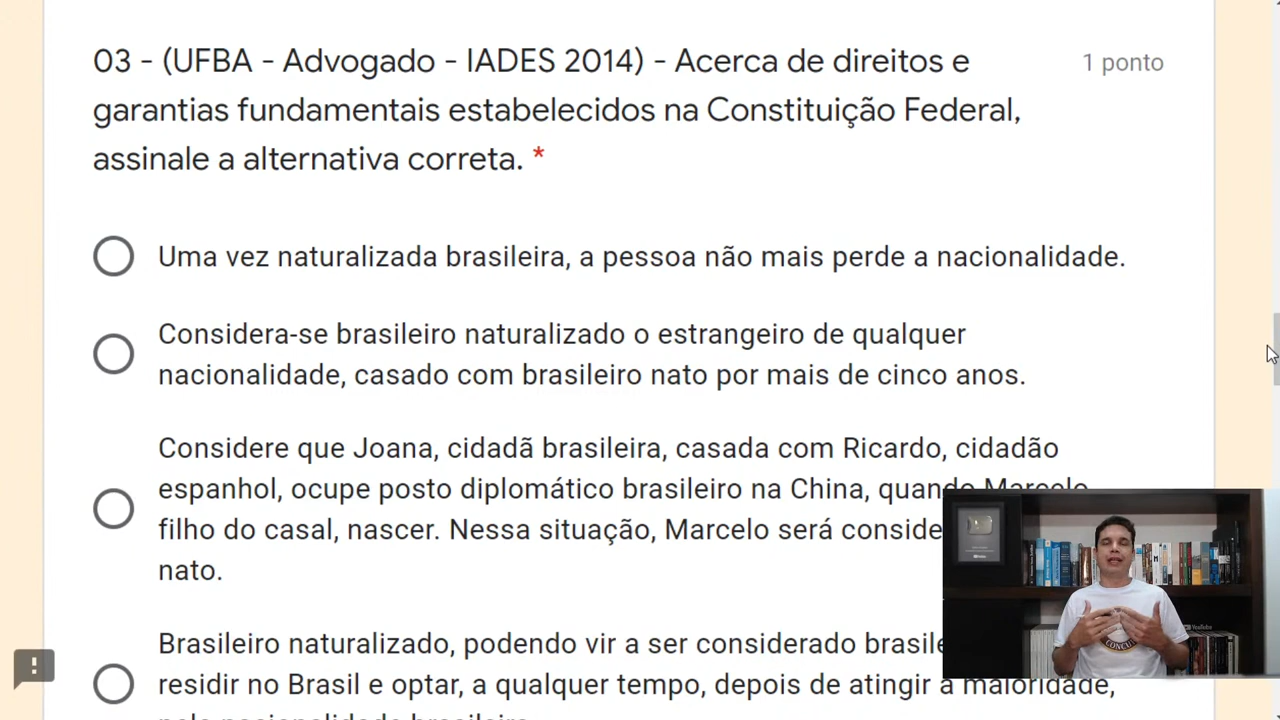 03 - (UFBA - Advogado - IADES 2014) - Acerca de direitos e
1 ponto
garantias fundamentais estabelecidos na Constituição Federal,
assinale a alternativa correta. *
Uma vez naturalizada brasileira, a pessoa não mais perde a nacionalidade.
Considera-se brasileiro naturalizado o estrangeiro de qualquer
nacionalidade, casado com brasileiro nato por mais de cinco anos.
Considere que Joana, cidadã brasileira, casada com Ricardo, cidadão
espanhol, ocupe posto diplomático brasileiro na China, quando Marcelo
filho do casal, nascer. Nessa situação, Marcelo será conside
nato.
Brasileiro naturalizado, podendo vir a ser considerado brasile
residir no Brasil e optar, a qualquer tempo, depois de atingir a maioridade,
YouTube